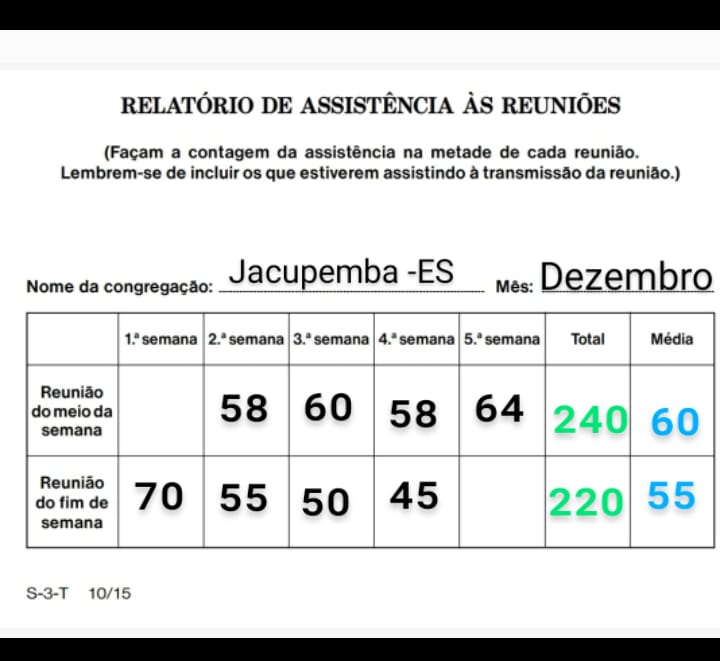 RELATÓRIO DE ASSISTÊNCIA ÀS REUNIÕES
(Façam a contagem da assistência na metade de cada reunião.
Lembrem-se de incluir os que estiverem assistindo à transmissão da reunião.)
Nome da congregação: Jacupemba -ES Mês: Dezembro
1.ª semana 2.ª semana 3.ª semana 4.ª semana 5.ª semana Total Média
Reunião
do meio da
semana
58 60 58 64 240 60
Reunião
do fim de
semana
70 55 50 45 220 55
S-3-T 10/15